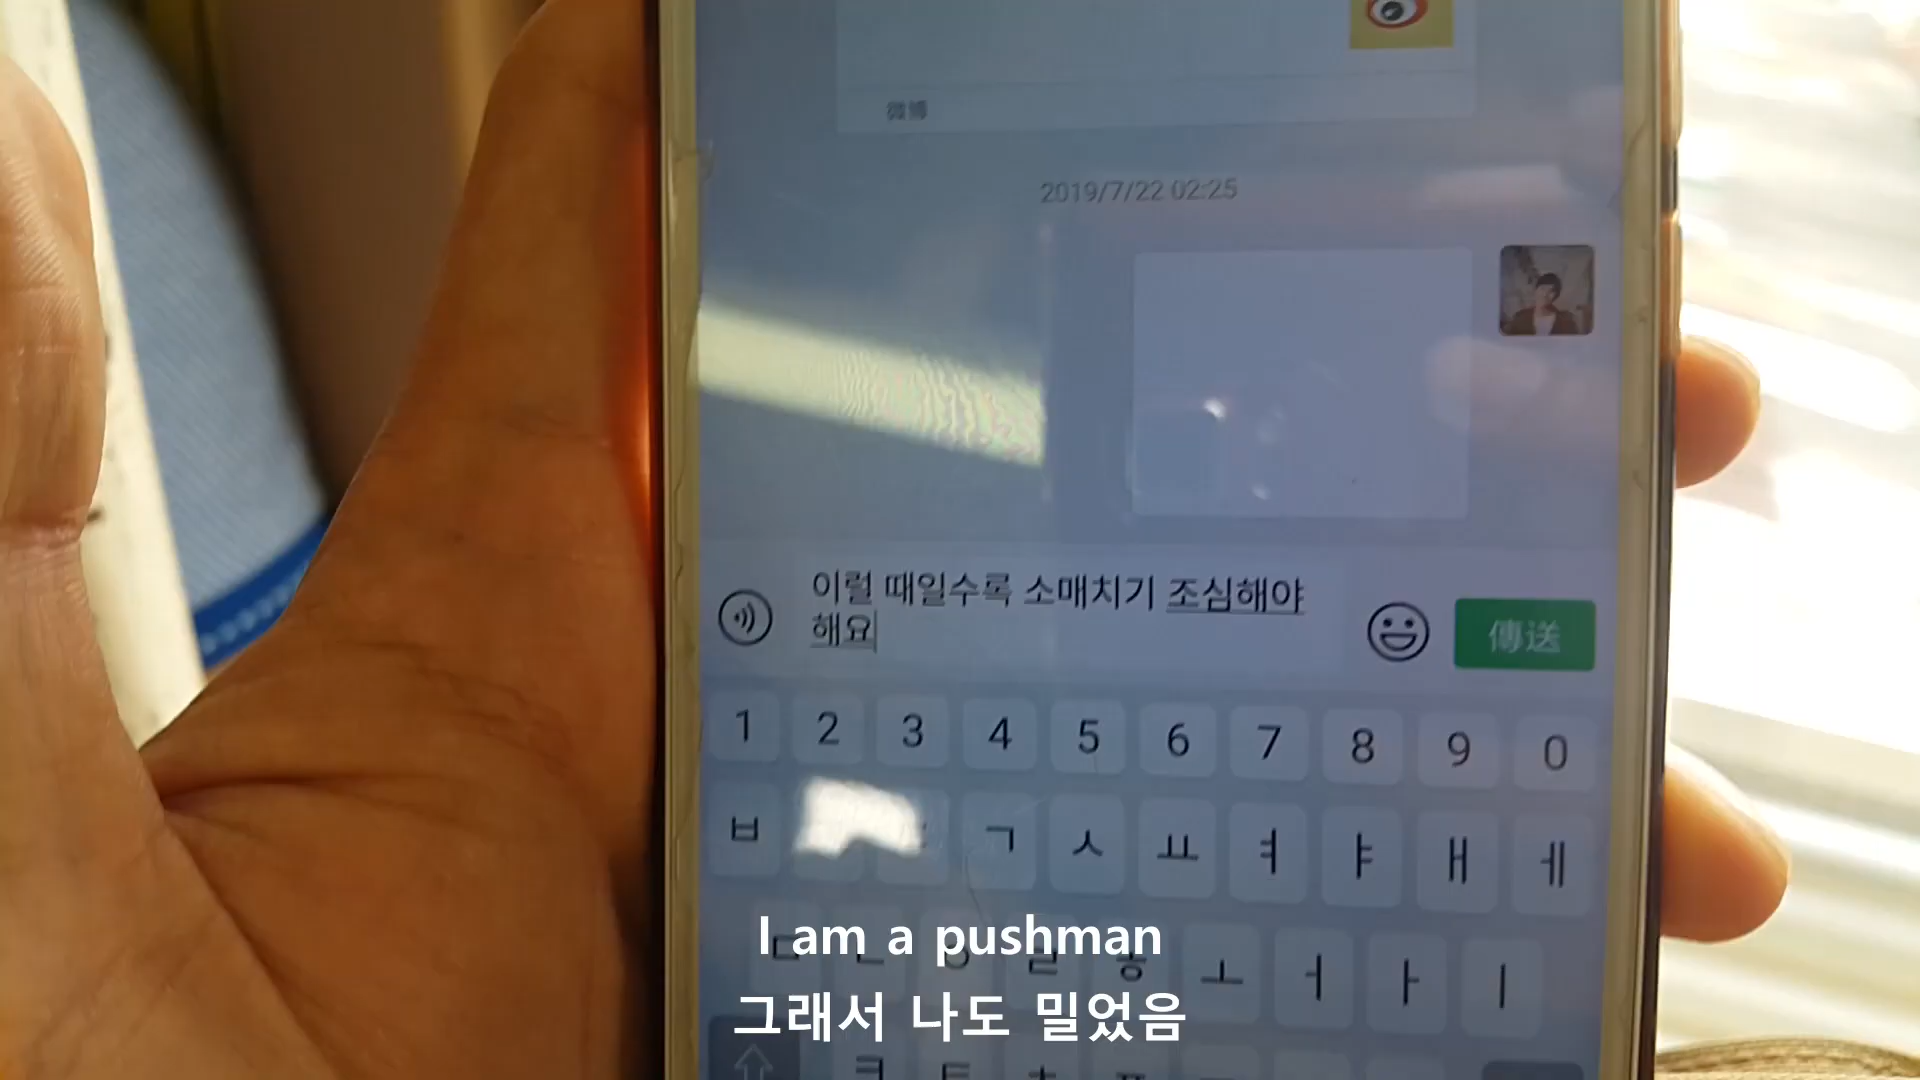 微博
2019/7/22 02:25
이럴 때일수록 소매치기 조심해야
해요
傳送
1 2 3 4 5 6 7 8 9 0
ㅂ ㄱ ㅅ ㅛ ㅕ ㅑ ㅐ ㅔ
ㅁ ㄴ ㅇ ㄹ ㅎ ㅗ ㅓ ㅏ ㅣ
I am a pushman
그래서 나도 밀었음
ㅋ ㅌ ㅊ ㅍ